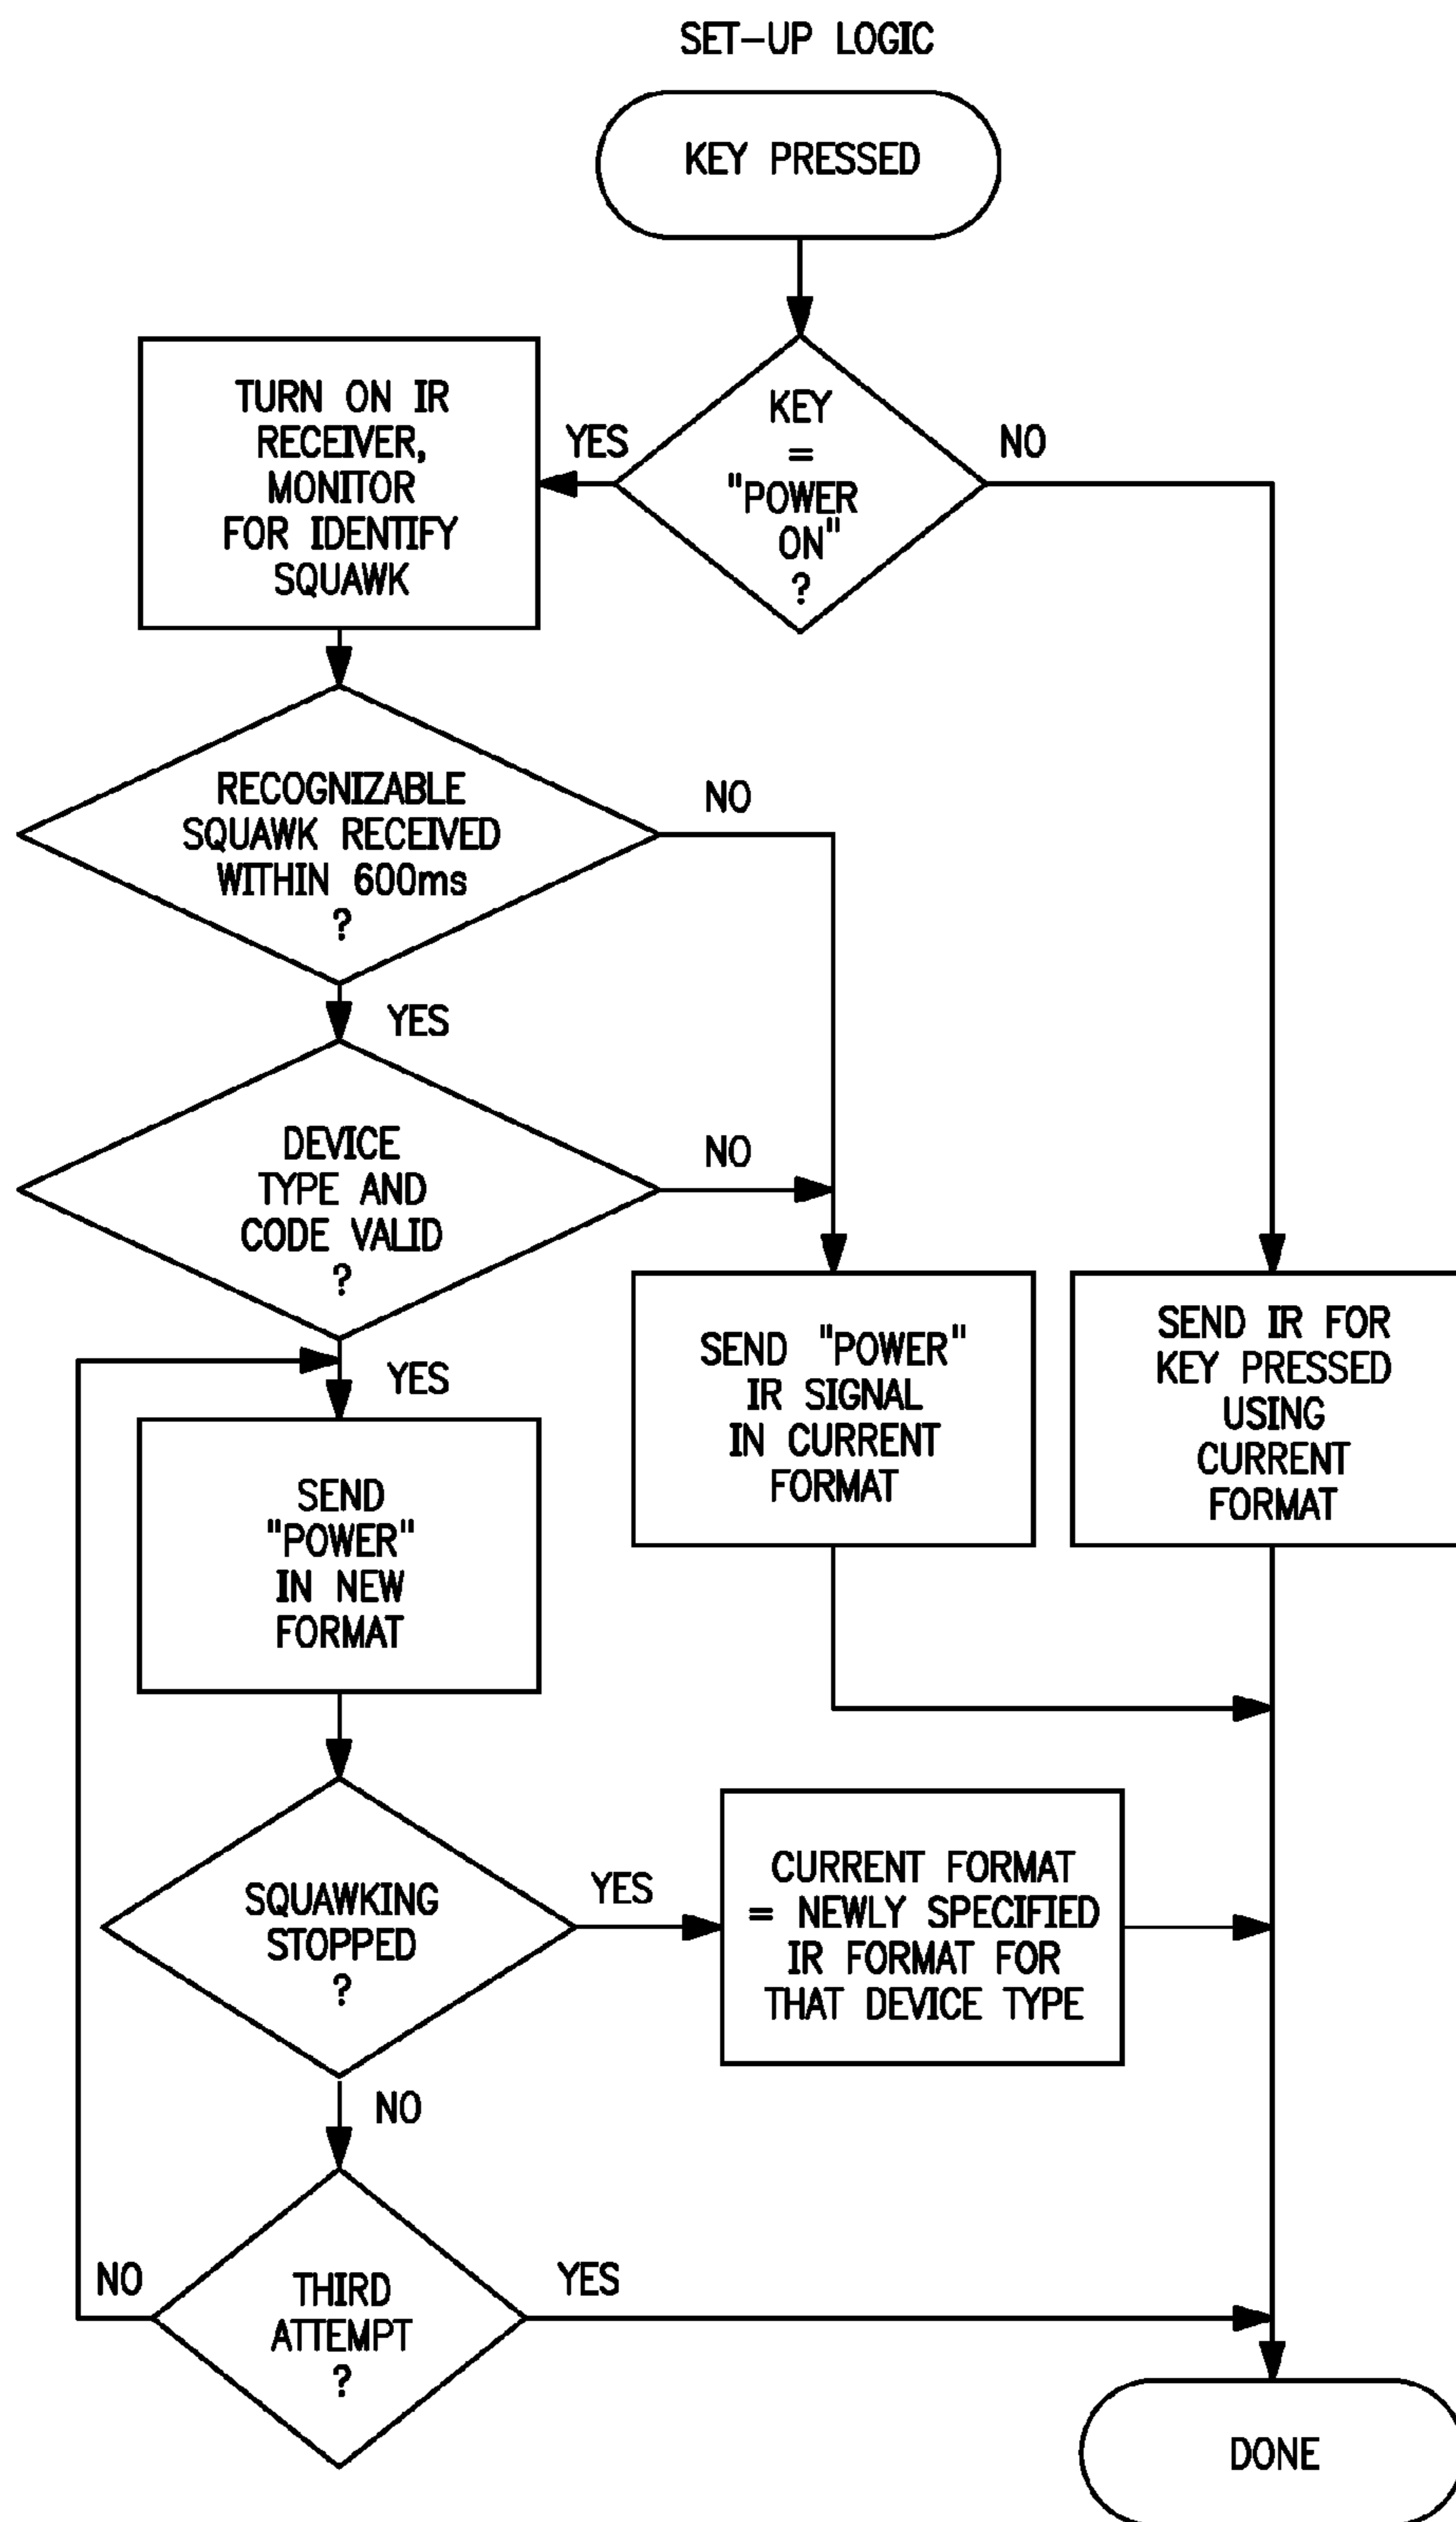 SET-UP LOGIC
KEY PRESSED
KEY
=
"POWER
ON"
?
YES
NO
TURN ON IR
RECEIVER,
MONITOR
FOR IDENTIFY
SQUAWK
RECOGNIZABLE
SQUAWK RECEIVED
WITHIN 600ms
?
NO
YES
DEVICE
TYPE AND
CODE VALID
?
NO
YES
SEND "POWER"
IR SIGNAL
IN CURRENT
FORMAT
SEND IR FOR
KEY PRESSED
USING
CURRENT
FORMAT
SEND
"POWER"
IN NEW
FORMAT
SQUAWKING
STOPPED
?
YES
CURRENT FORMAT
= NEWLY SPECIFIED
IR FORMAT FOR
THAT DEVICE TYPE
NO
THIRD
ATTEMPT
?
NO
YES
DONE